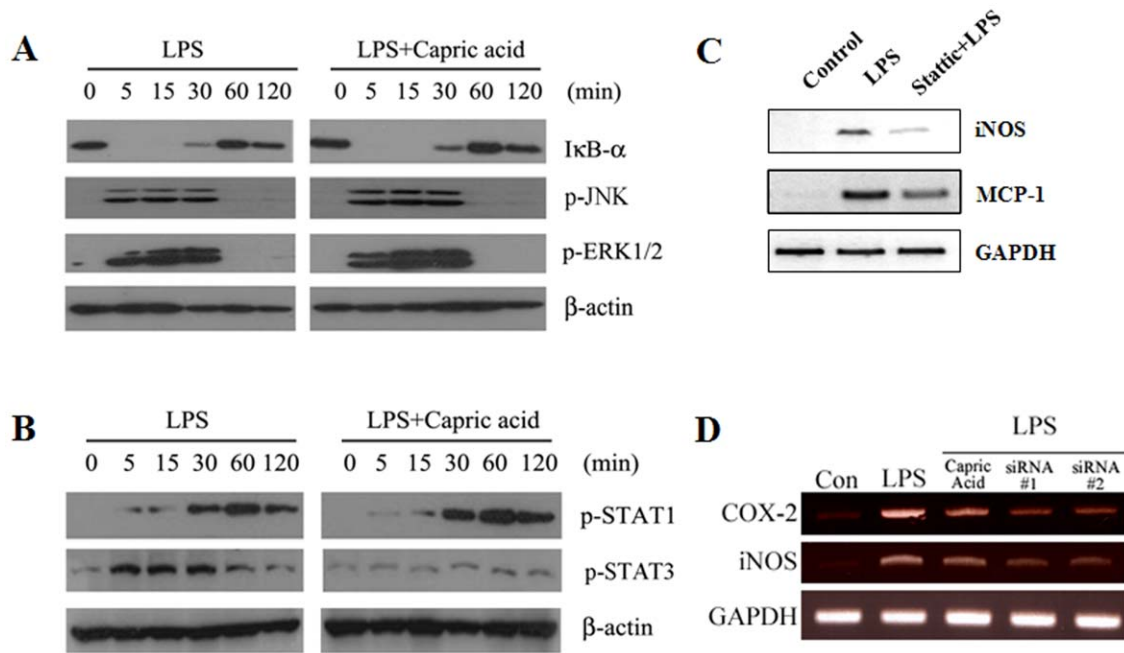 A
LPS
LPS+Capric acid
0 5 15 30 60 120
0 5 15 30 60 120
(min)
IκB-α
p-JNK
p-ERK1/2
β-actin
B
LPS
LPS+Capric acid
0 5 15 30 60 120
0 5 15 30 60 120
(min)
p-STAT1
p-STAT3
β-actin
C
Control
LPS
Stattic+LPS
iNOS
MCP-1
GAPDH
D
LPS
Con
LPS
Capric
Acid
siRNA
#1
siRNA
#2
COX-2
iNOS
GAPDH